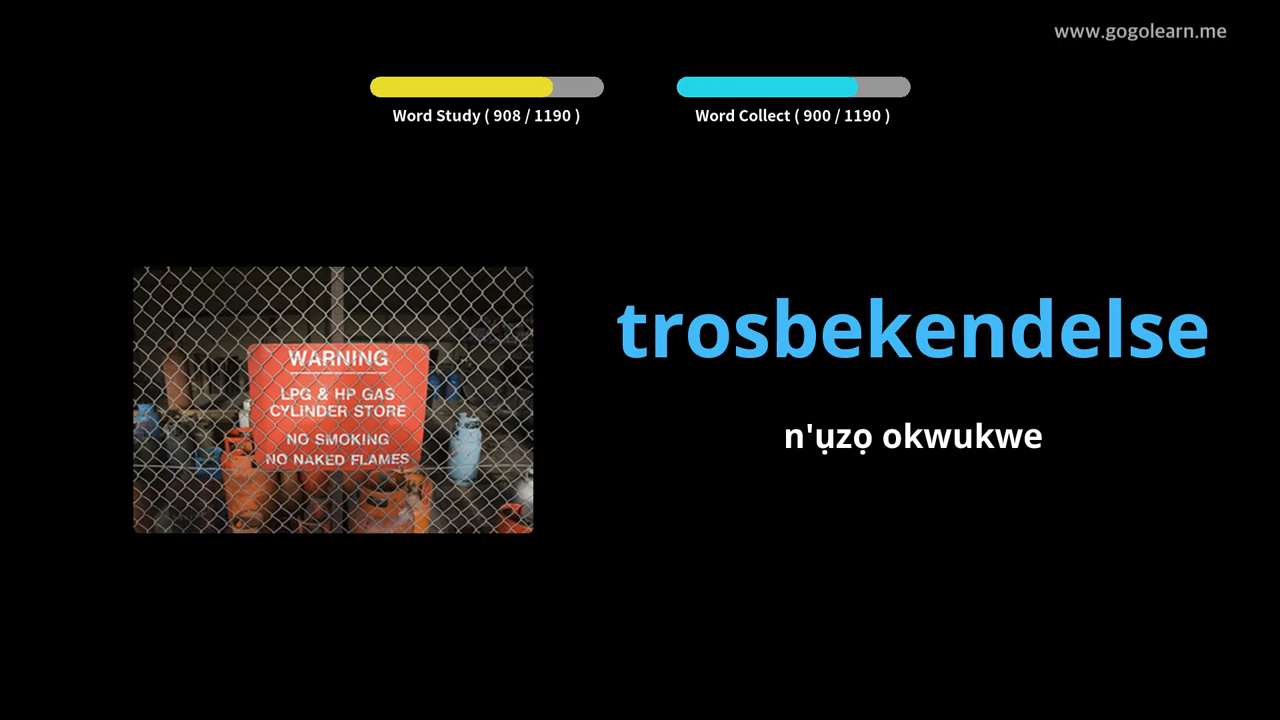 www.gogolearn.me
Word Study ( 908 / 1190 )
Word Collect ( 900 / 1190 )
WARNING
LPG & HP GAS
CYLINDER STORE
NO SMOKING
NO NAKED FLAMES
trosbekendelse
n'ụzọ okwukwe